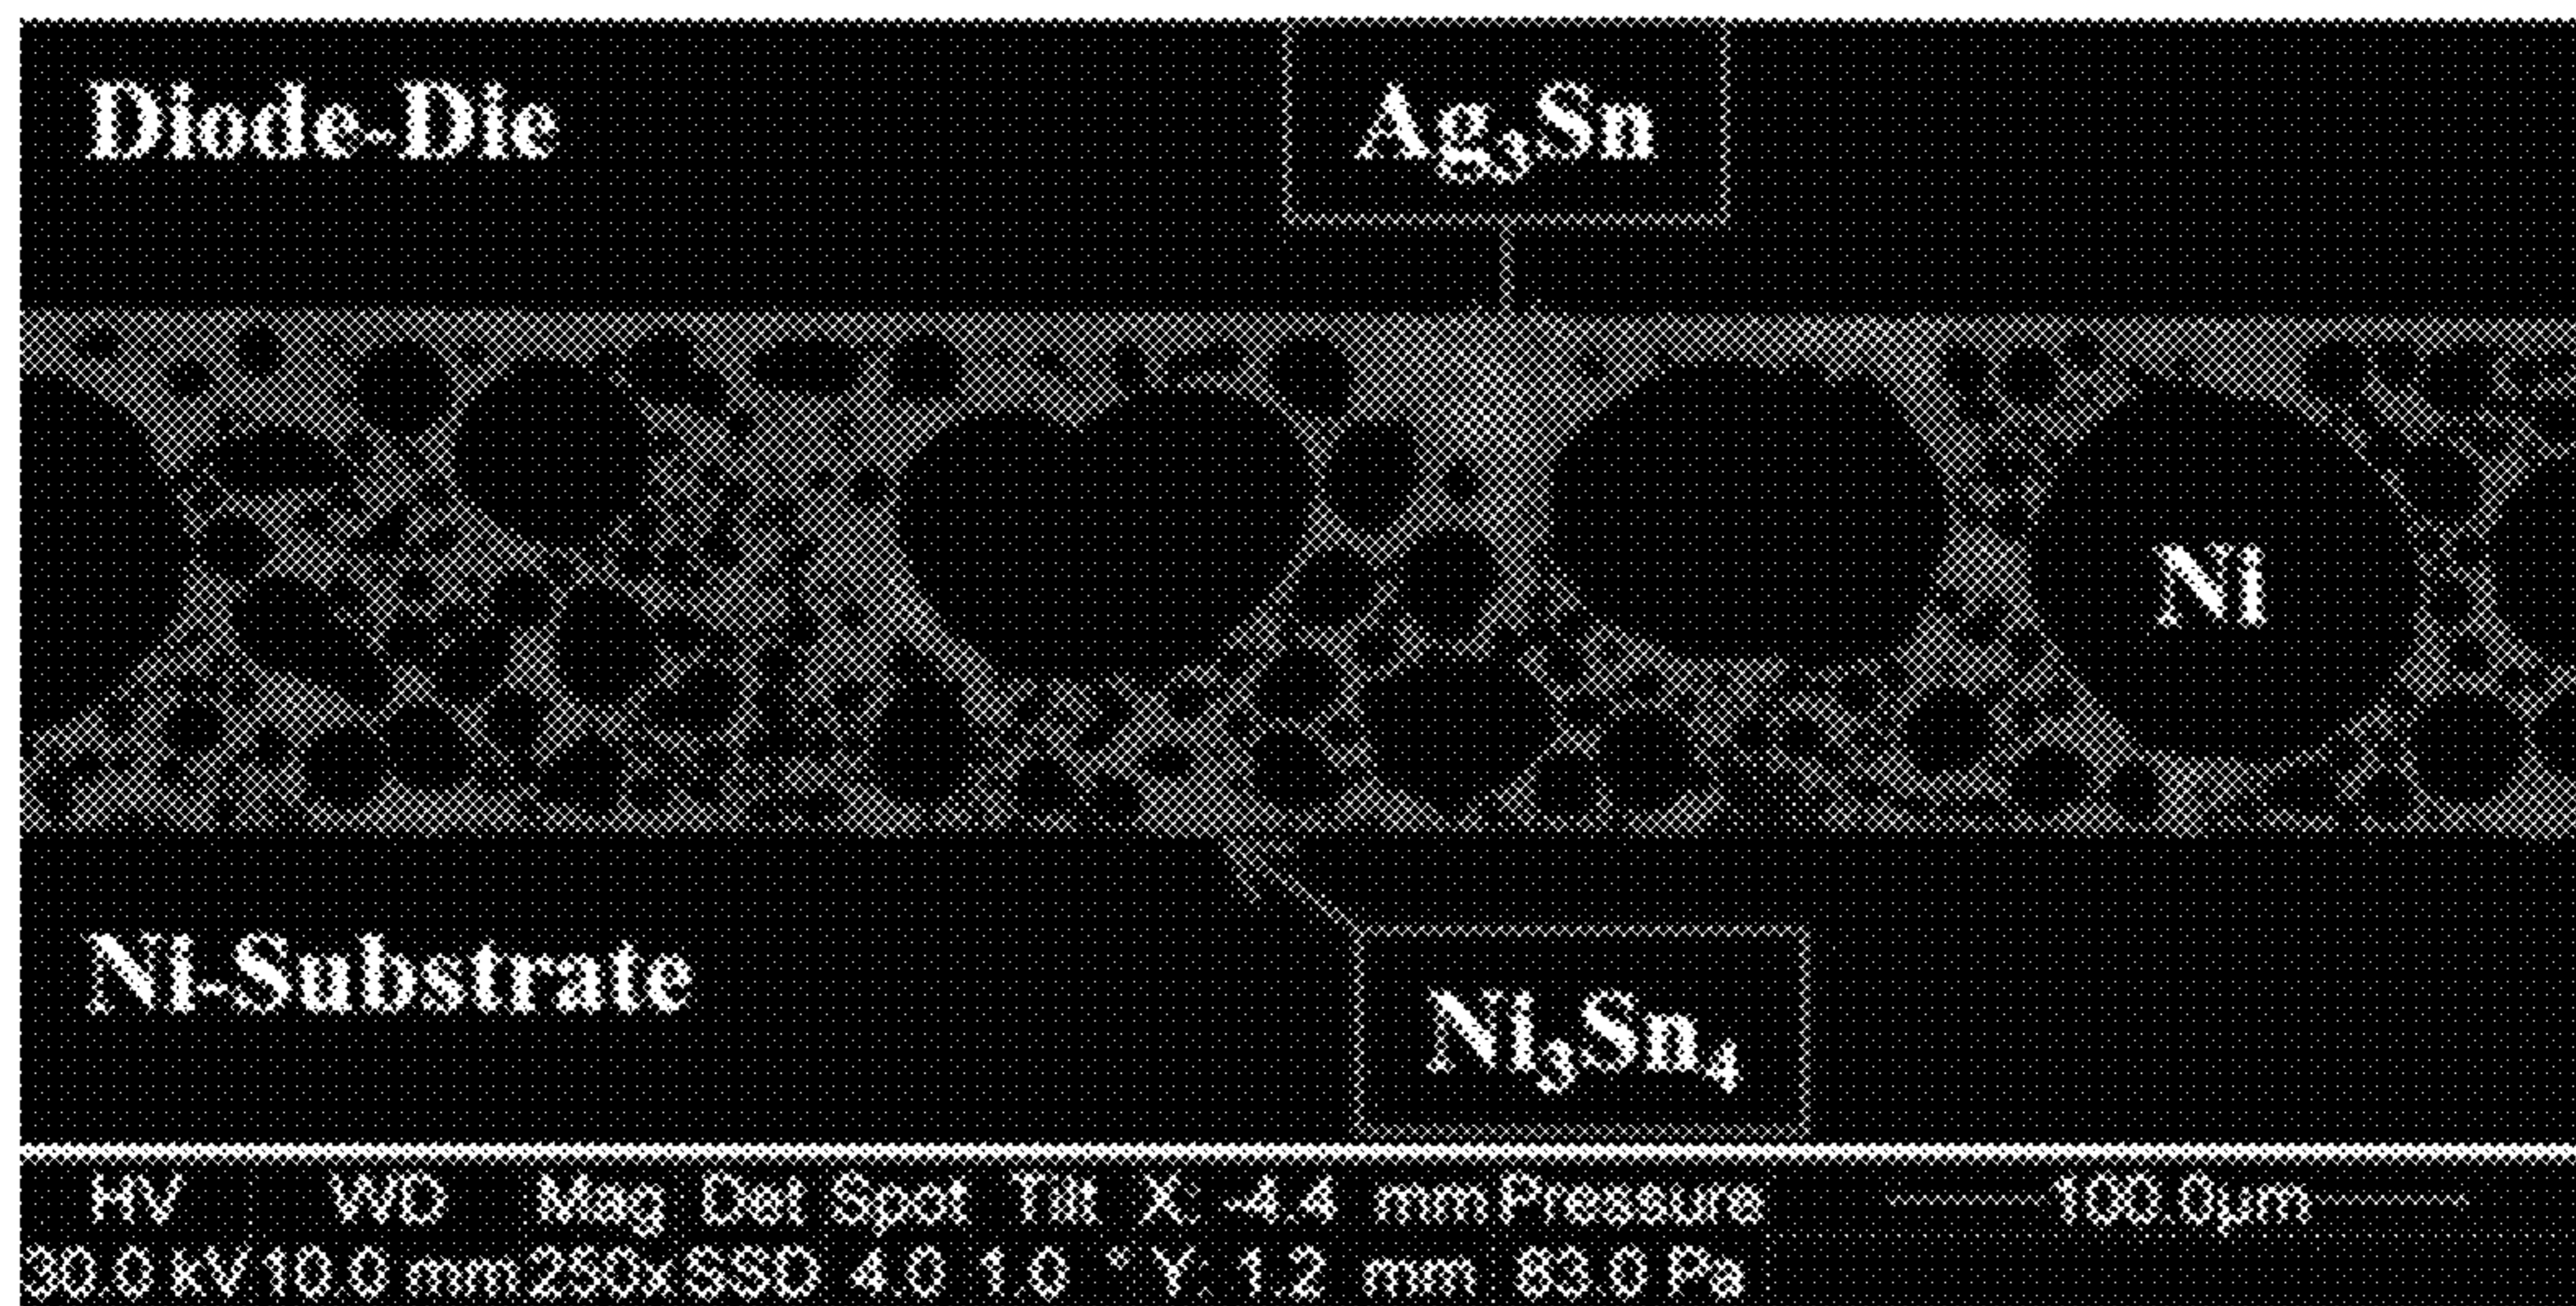 Diode-Die
Ag₃Sn
Ni
Ni-Substrate
Ni₃Sn₄
HV WD Mag Det Spot Tilt X: -4.4 mm Pressure 100.0µm
30.0 kV 10.0 mm 250x SSD 4.0 1.0 ° Y: 1.2 mm 83.0 Pa